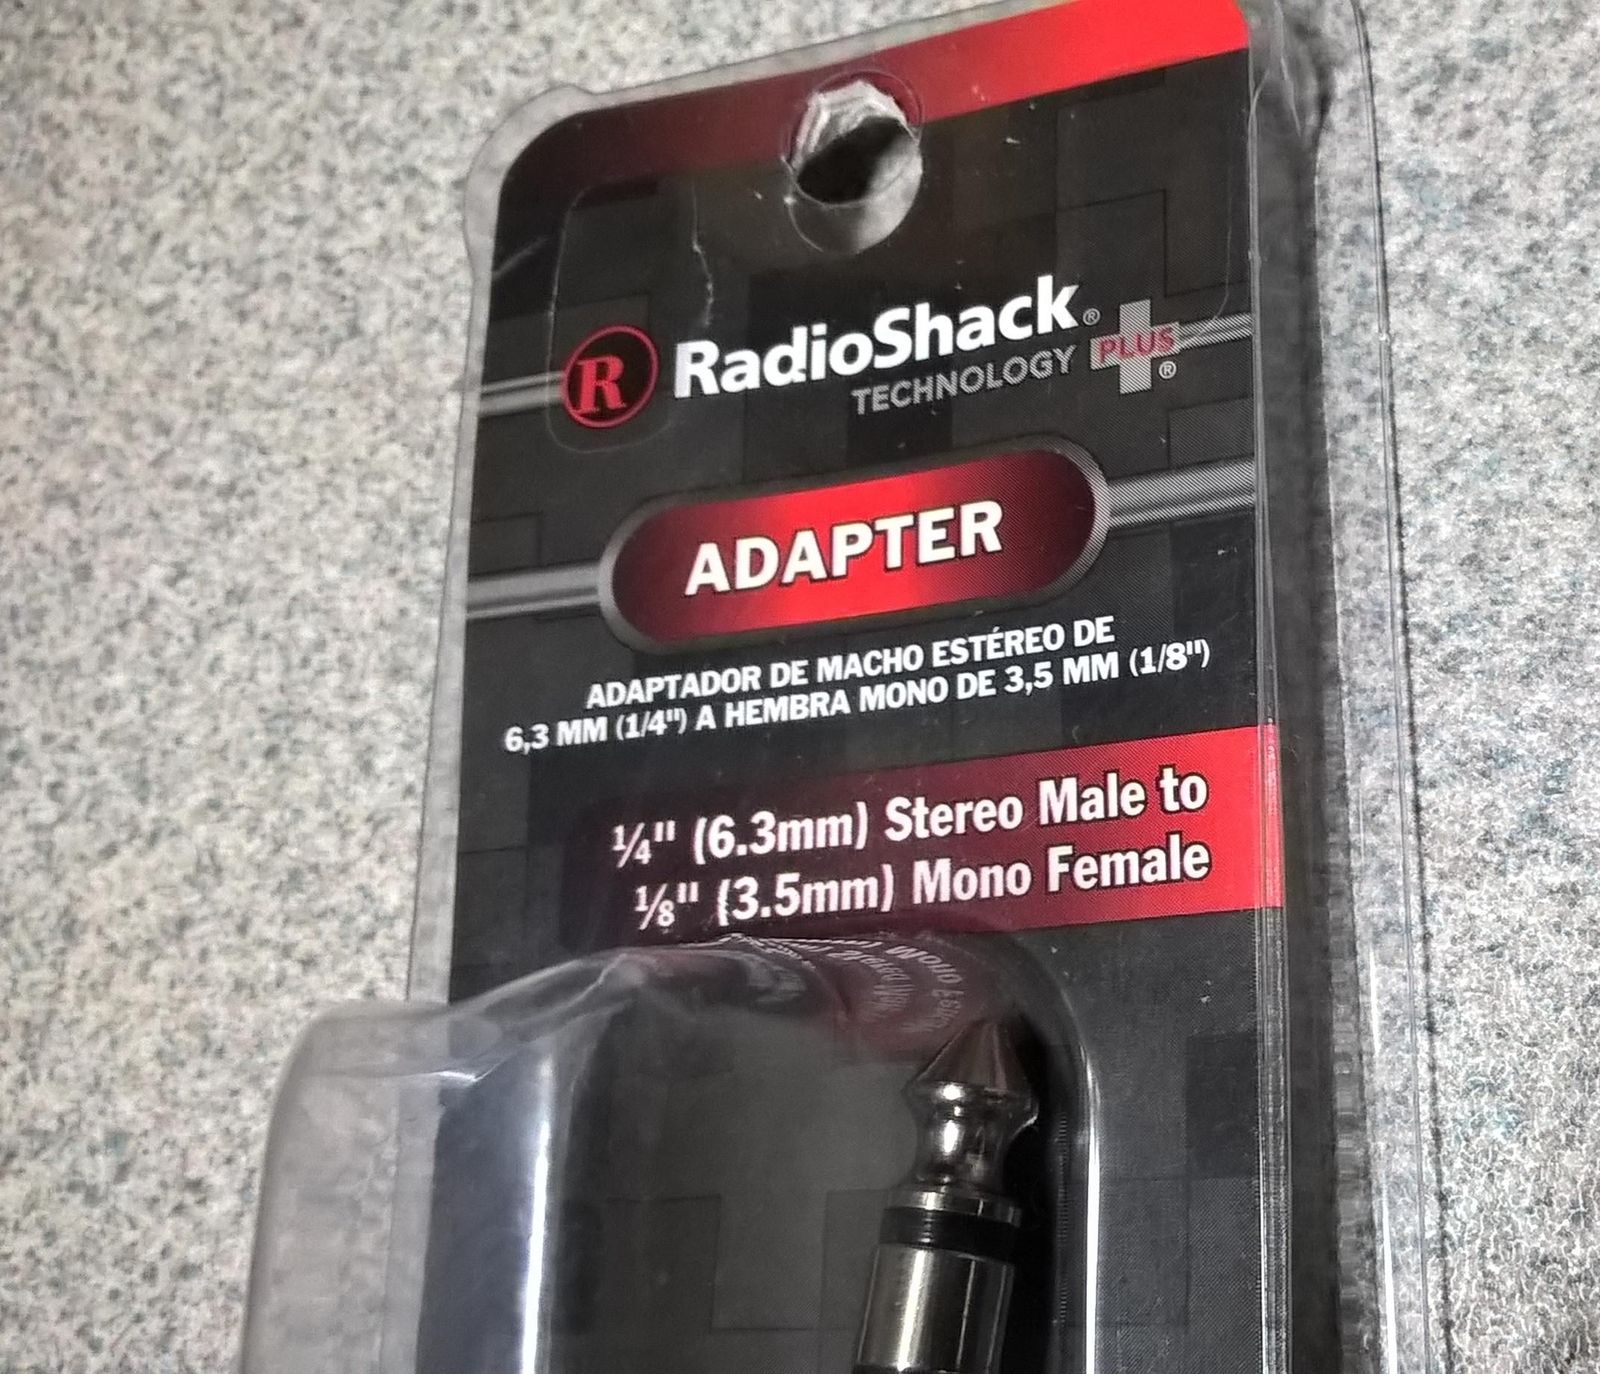 R RadioShack®
TECHNOLOGY PLUS®
ADAPTER
ADAPTADOR DE MACHO ESTÉREO DE
6,3 MM (1/4") A HEMBRA MONO DE 3,5 MM (1/8")
¼" (6.3mm) Stereo Male to
⅛" (3.5mm) Mono Female